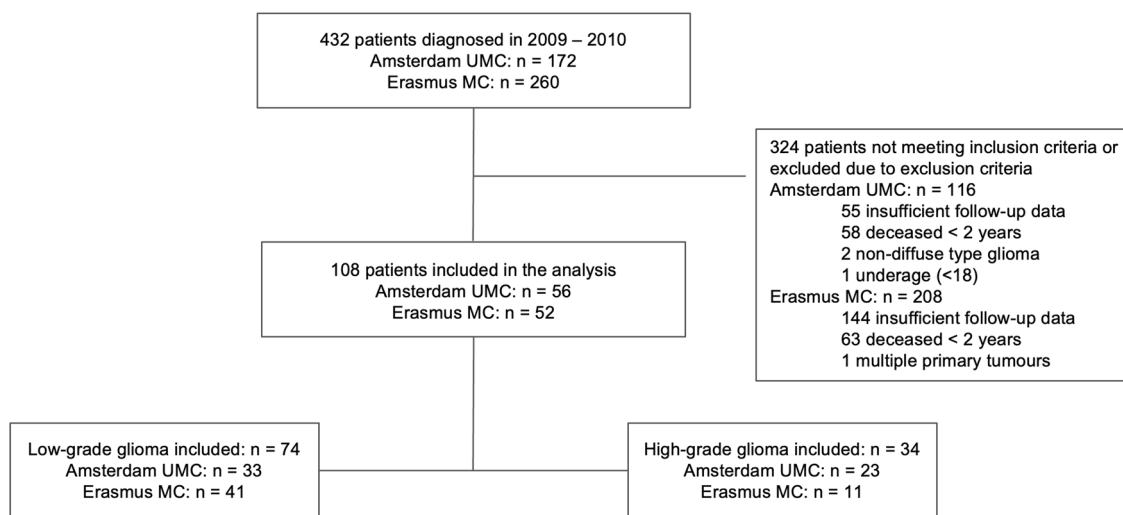 432 patients diagnosed in 2009 – 2010
Amsterdam UMC: n = 172
Erasmus MC: n = 260
324 patients not meeting inclusion criteria or
excluded due to exclusion criteria
Amsterdam UMC: n = 116
55 insufficient follow-up data
58 deceased < 2 years
2 non-diffuse type glioma
1 underage (<18)
Erasmus MC: n = 208
144 insufficient follow-up data
63 deceased < 2 years
1 multiple primary tumours
108 patients included in the analysis
Amsterdam UMC: n = 56
Erasmus MC: n = 52
Low-grade glioma included: n = 74
Amsterdam UMC: n = 33
Erasmus MC: n = 41
High-grade glioma included: n = 34
Amsterdam UMC: n = 23
Erasmus MC: n = 11